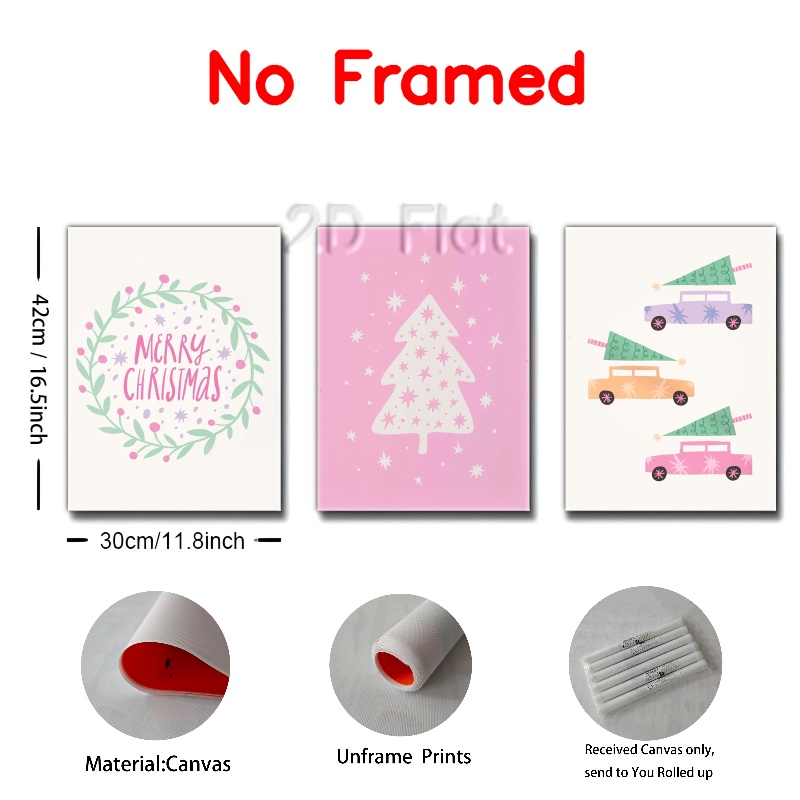 No Framed
2D Flat
MERRY
CHRISTMAS
42cm / 16.5inch
30cm/11.8inch
Material:Canvas
Unframe Prints
Received Canvas only,
send to You Rolled up